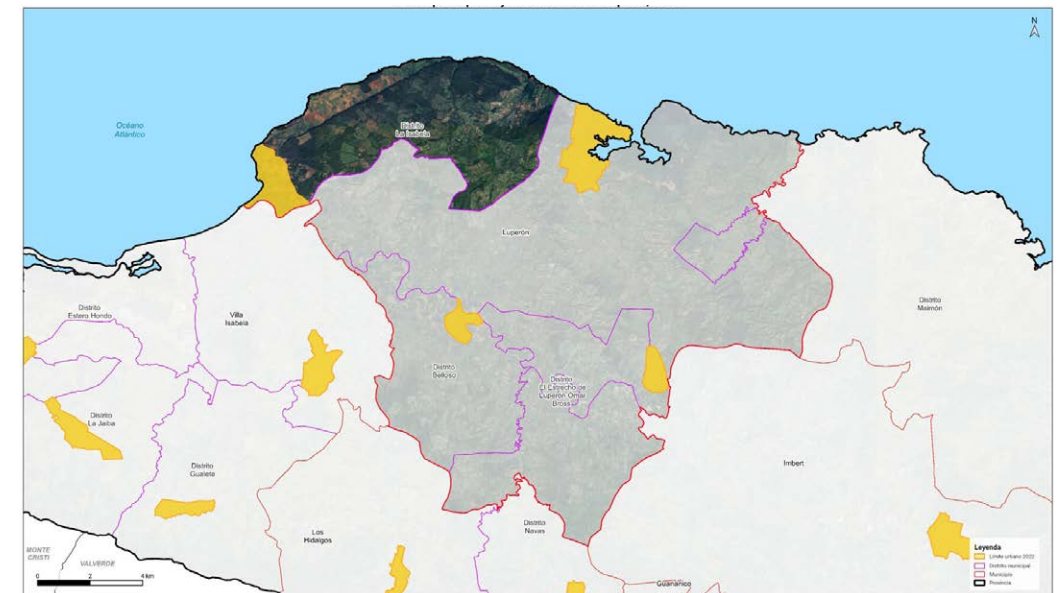 N
Océano
Atlántico
Distrito
La Isabela
Luperón
Distrito
Estero Hondo
Villa
Isabela
Distrito
Maimón
Distrito
Belloso
Distrito
El Estrecho de
Luperón Omar
Bross
Distrito
La Jaiba
Distrito
Gualete
Imbert
Los
Hidalgos
Distrito
Navas
MONTE
CRISTI
VALVERDE
Guananico
0 2 4 km
Leyenda
Límite urbano 2022
Distrito municipal
Municipio
Provincia